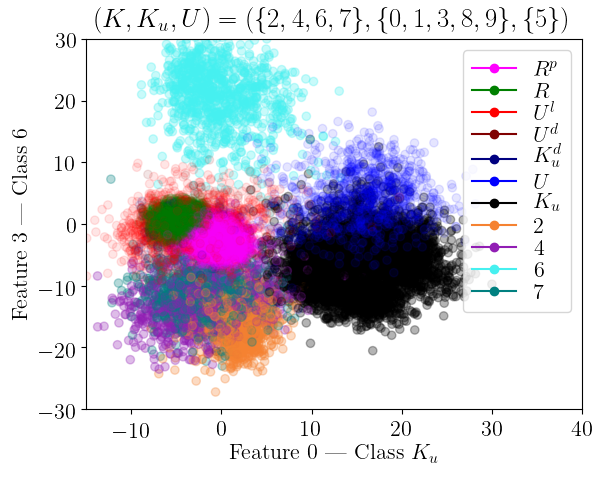 (K, K_u, U) = ({2, 4, 6, 7}, {0, 1, 3, 8, 9}, {5})
30
20
10
0
−10
−20
−30
Feature 3 — Class 6
R^p
R
U^l
U^d
K_u^d
U
K_u
2
4
6
7
−10 0 10 20 30 40
Feature 0 — Class K_u